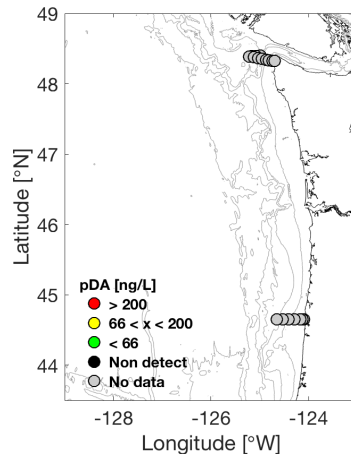 49
48
47
46
45
44
Latitude [°N]
pDA [ng/L]
> 200
66 < x < 200
< 66
Non detect
No data
-128
-126
-124
Longitude [°W]